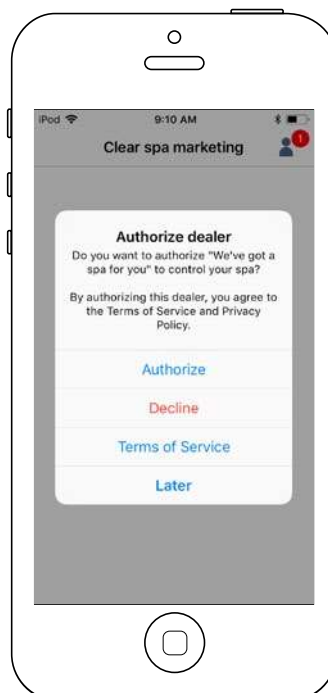 iPod 9:10 AM
Clear spa marketing 1
Authorize dealer
Do you want to authorize "We've got a
spa for you" to control your spa?
By authorizing this dealer, you agree to
the Terms of Service and Privacy
Policy.
Authorize
Decline
Terms of Service
Later